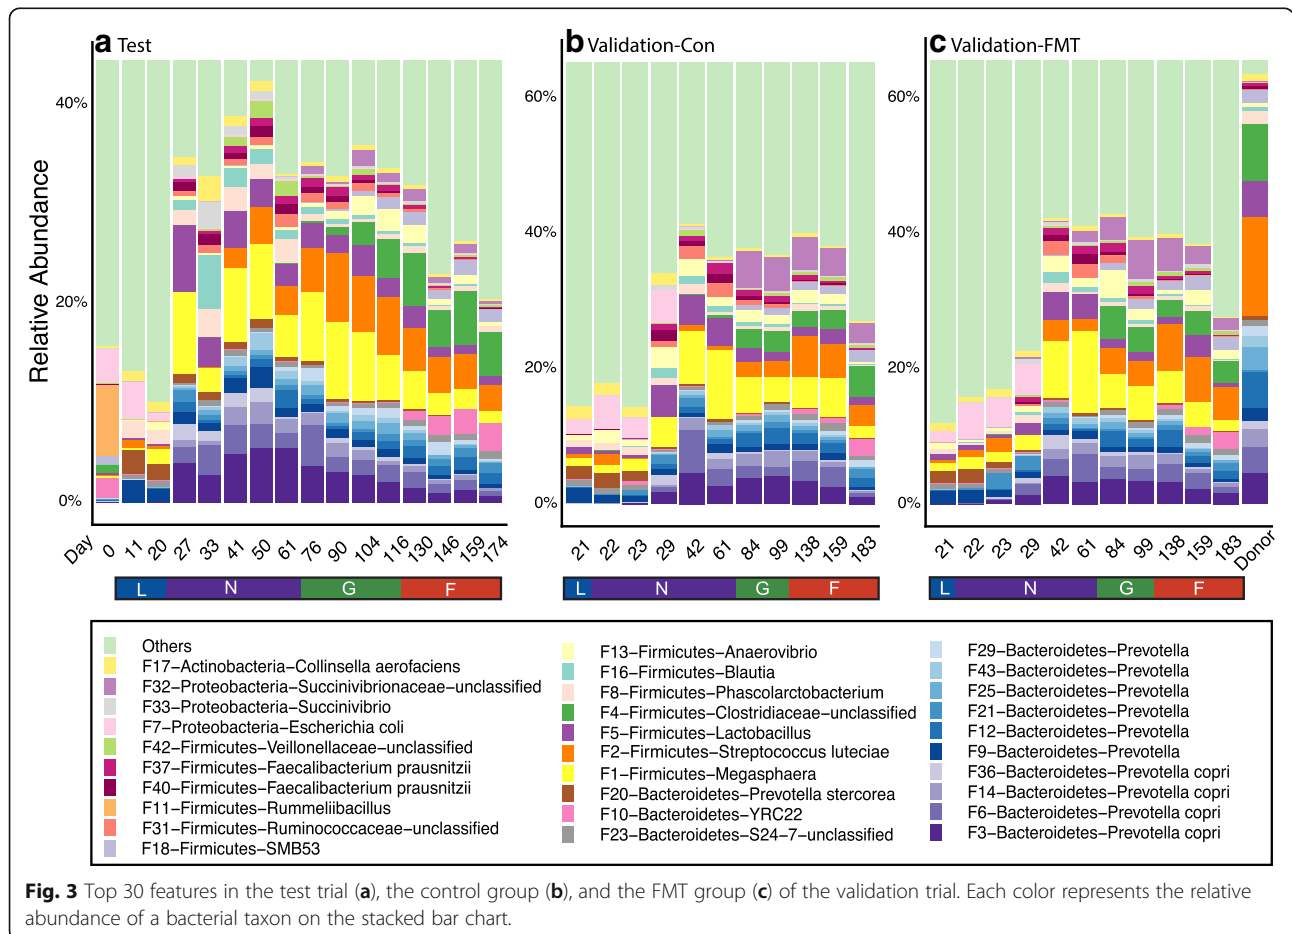 a Test
40%
20%
0%
Relative Abundance
Day 0 11 20 27 33 41 50 61 76 90 104 116 130 146 159 174
L N G F
b Validation-Con
60%
40%
20%
0%
21 22 23 29 42 61 84 99 138 159 183
L N G F
c Validation-FMT
60%
40%
20%
0%
21 22 23 29 42 61 84 99 138 159 183 Donor
L N G F
Others
F17−Actinobacteria−Collinsella aerofaciens
F32−Proteobacteria−Succinivibrionaceae−unclassified
F33−Proteobacteria−Succinivibrio
F7−Proteobacteria−Escherichia coli
F42−Firmicutes−Veillonellaceae−unclassified
F37−Firmicutes−Faecalibacterium prausnitzii
F40−Firmicutes−Faecalibacterium prausnitzii
F11−Firmicutes−Rummeliibacillus
F31−Firmicutes−Ruminococcaceae−unclassified
F18−Firmicutes−SMB53
F13−Firmicutes−Anaerovibrio
F16−Firmicutes−Blautia
F8−Firmicutes−Phascolarctobacterium
F4−Firmicutes−Clostridiaceae−unclassified
F5−Firmicutes−Lactobacillus
F2−Firmicutes−Streptococcus luteciae
F1−Firmicutes−Megasphaera
F20−Bacteroidetes−Prevotella stercorea
F10−Bacteroidetes−YRC22
F23−Bacteroidetes−S24−7−unclassified
F29−Bacteroidetes−Prevotella
F43−Bacteroidetes−Prevotella
F25−Bacteroidetes−Prevotella
F21−Bacteroidetes−Prevotella
F12−Bacteroidetes−Prevotella
F9−Bacteroidetes−Prevotella
F36−Bacteroidetes−Prevotella copri
F14−Bacteroidetes−Prevotella copri
F6−Bacteroidetes−Prevotella copri
F3−Bacteroidetes−Prevotella copri
Fig. 3 Top 30 features in the test trial (a), the control group (b), and the FMT group (c) of the validation trial. Each color represents the relative
abundance of a bacterial taxon on the stacked bar chart.